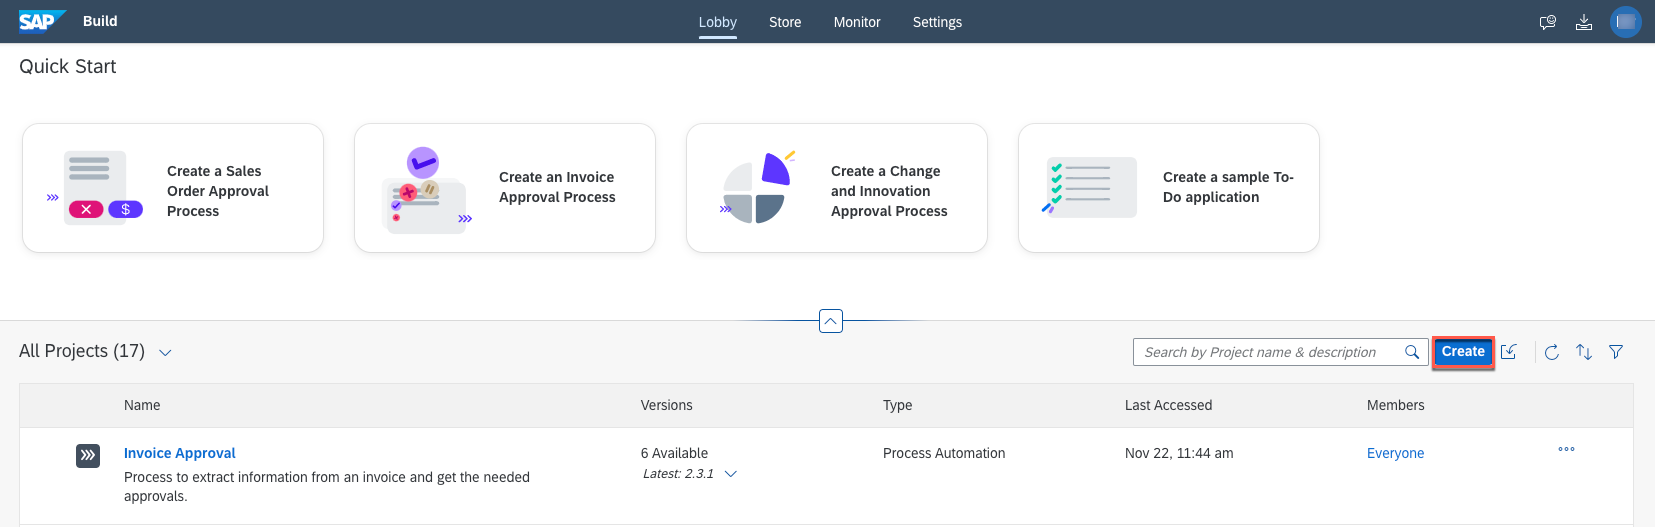 SAP Build Lobby Store Monitor Settings
Quick Start
Create a Sales
Order Approval
Process
Create an Invoice
Approval Process
Create a Change
and Innovation
Approval Process
Create a sample To-
Do application
$
All Projects (17)
Search by Project name & description
Create
Name Versions Type Last Accessed Members
Invoice Approval 6 Available Process Automation Nov 22, 11:44 am Everyone
Latest: 2.3.1
Process to extract information from an invoice and get the needed
approvals.